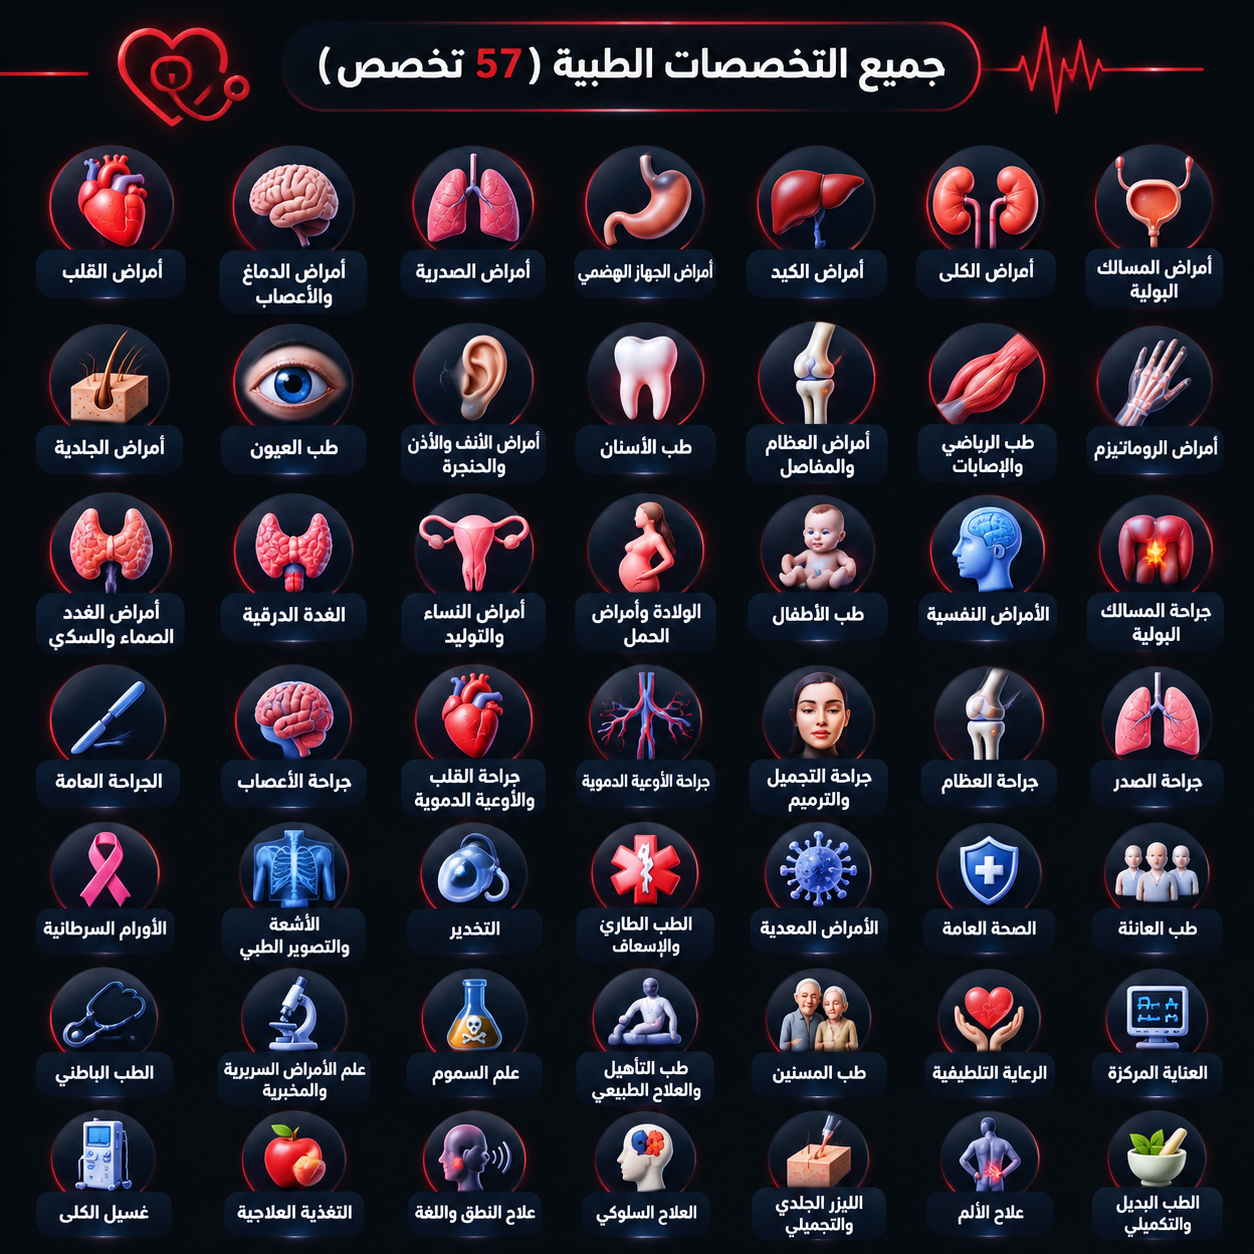 جميع التخصصات الطبية (57 تخصص)
أمراض المسالك
البولية
أمراض الكلى
أمراض الكيد
أمراض الجهاز الهضمي
أمراض الصدرية
أمراض الدماغ
والأعصاب
أمراض القلب
أمراض الروماتيزم
طب الرياضي
والإصابات
أمراض العظام
والمفاصل
طب الأسنان
أمراض الأنف والأذن
والحنجرة
طب العيون
أمراض الجلدية
جراحة المسالك
البولية
الأمراض النفسية
طب الأطفال
الولادة وأمراض
الحمل
أمراض النساء
والتوليد
الغدة الدرقية
أمراض الغدد
الصماء والسكري
جراحة الصدر
جراحة العظام
جراحة التجميل
والترميم
جراحة الأوعية الدموية
جراحة القلب
والأوعية الدموية
جراحة الأعصاب
الجراحة العامة
طب العائنة
الصحة العامة
الأمراض المعدية
الطب الطارئ
والإسعاف
التخدير
الأشعة
والتصوير الطبي
الأورام السرطانية
العناية المركزة
الرعاية التلطيفية
طب المسنين
طب التأهيل
والعلاج الطبيعي
علم السموم
علم الأمراض السريرية
والمخبرية
الطب الباطني
الطب البديل
والتكميلي
علاج الألم
الليزر الجلدي
والتجميلي
العلاج السلوكي
علاج النطق واللغة
التغذية العلاجية
غسيل الكلى